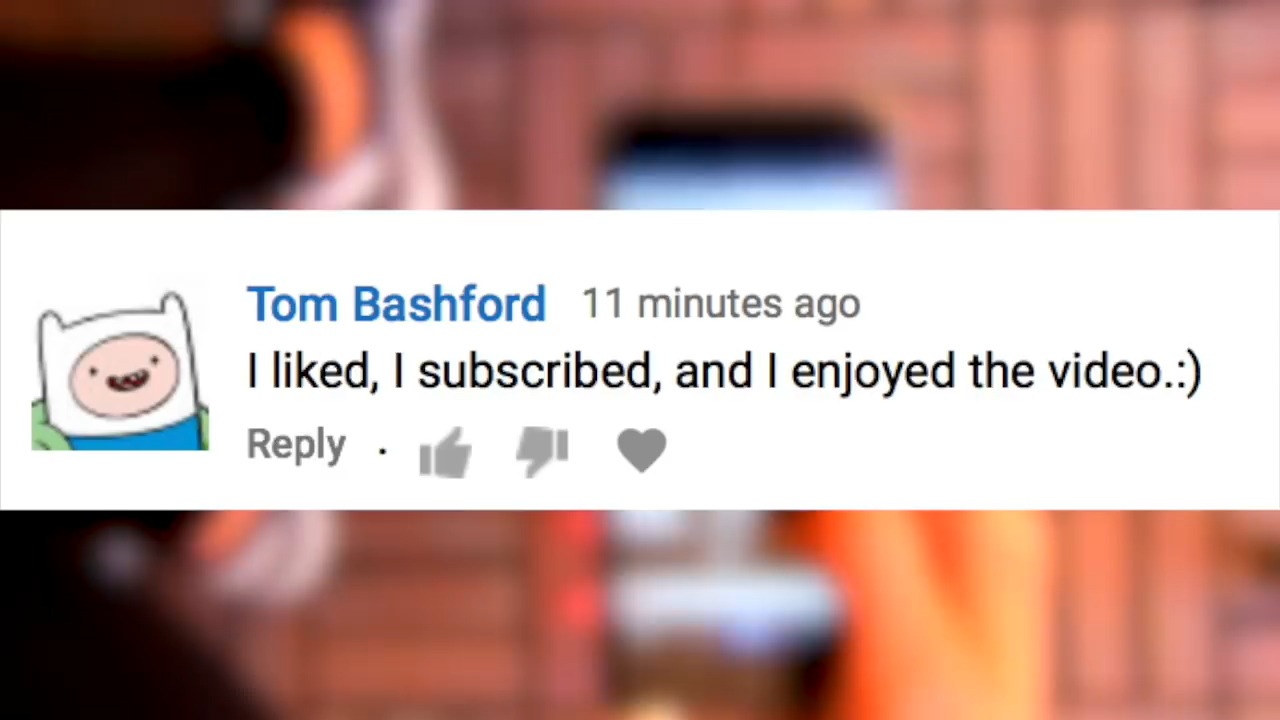 Tom Bashford 11 minutes ago
I liked, I subscribed, and I enjoyed the video.:)
Reply .